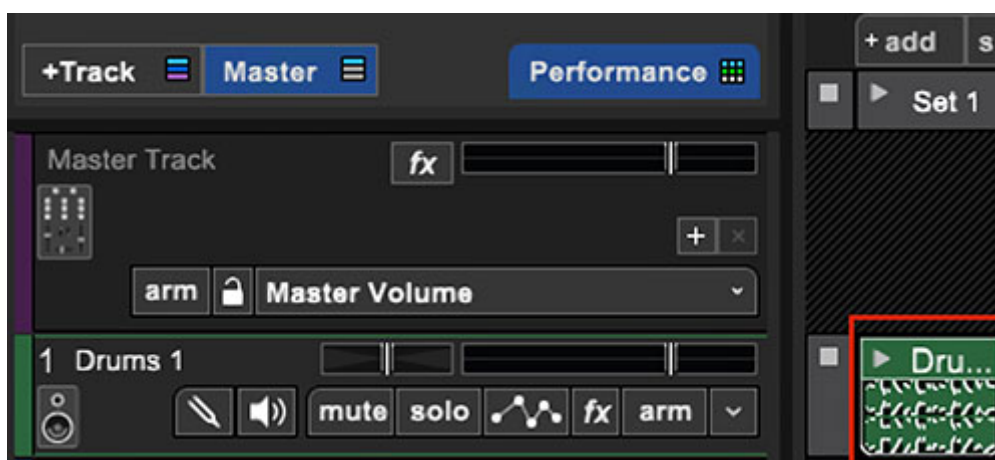 +Track Master Performance
+ add
Set 1
Master Track fx
arm Master Volume
1 Drums 1
Dru...
mute solo fx arm